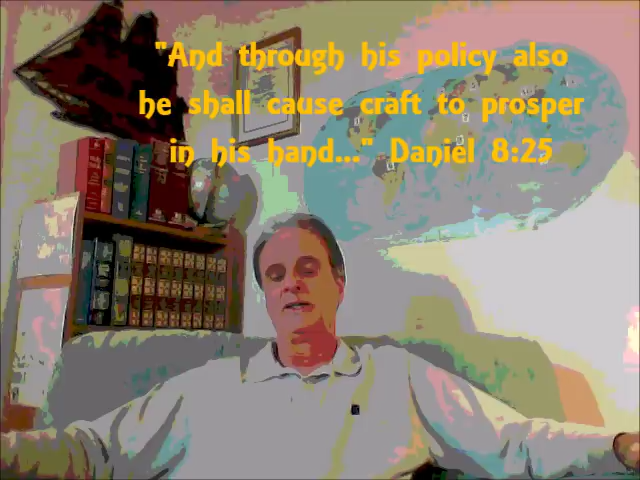 "And through his policy also
he shall cause craft to prosper
in his hand..." Daniel 8:25